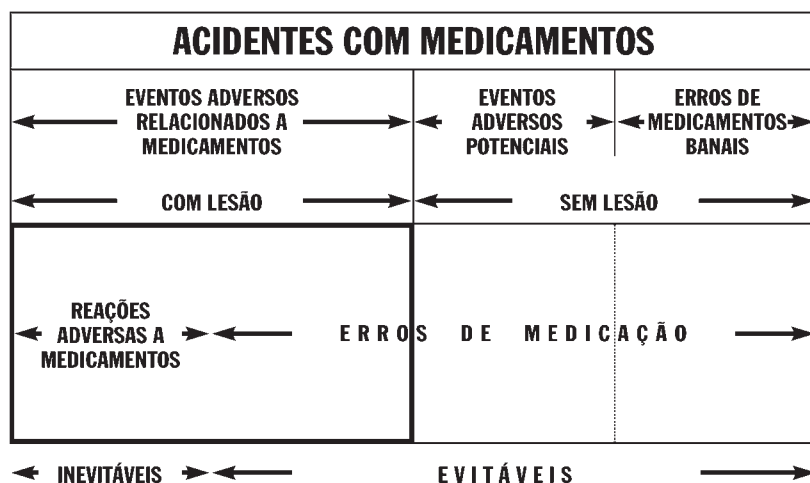 ACIDENTES COM MEDICAMENTOS
EVENTOS ADVERSOS
RELACIONADOS A
MEDICAMENTOS
EVENTOS
ADVERSOS
POTENCIAIS
ERROS DE
MEDICAMENTOS
BANAIS
COM LESÃO
SEM LESÃO
REAÇÕES
ADVERSAS A
MEDICAMENTOS
ERROS DE MEDICAÇÃO
INEVITÁVEIS
EVITÁVEIS